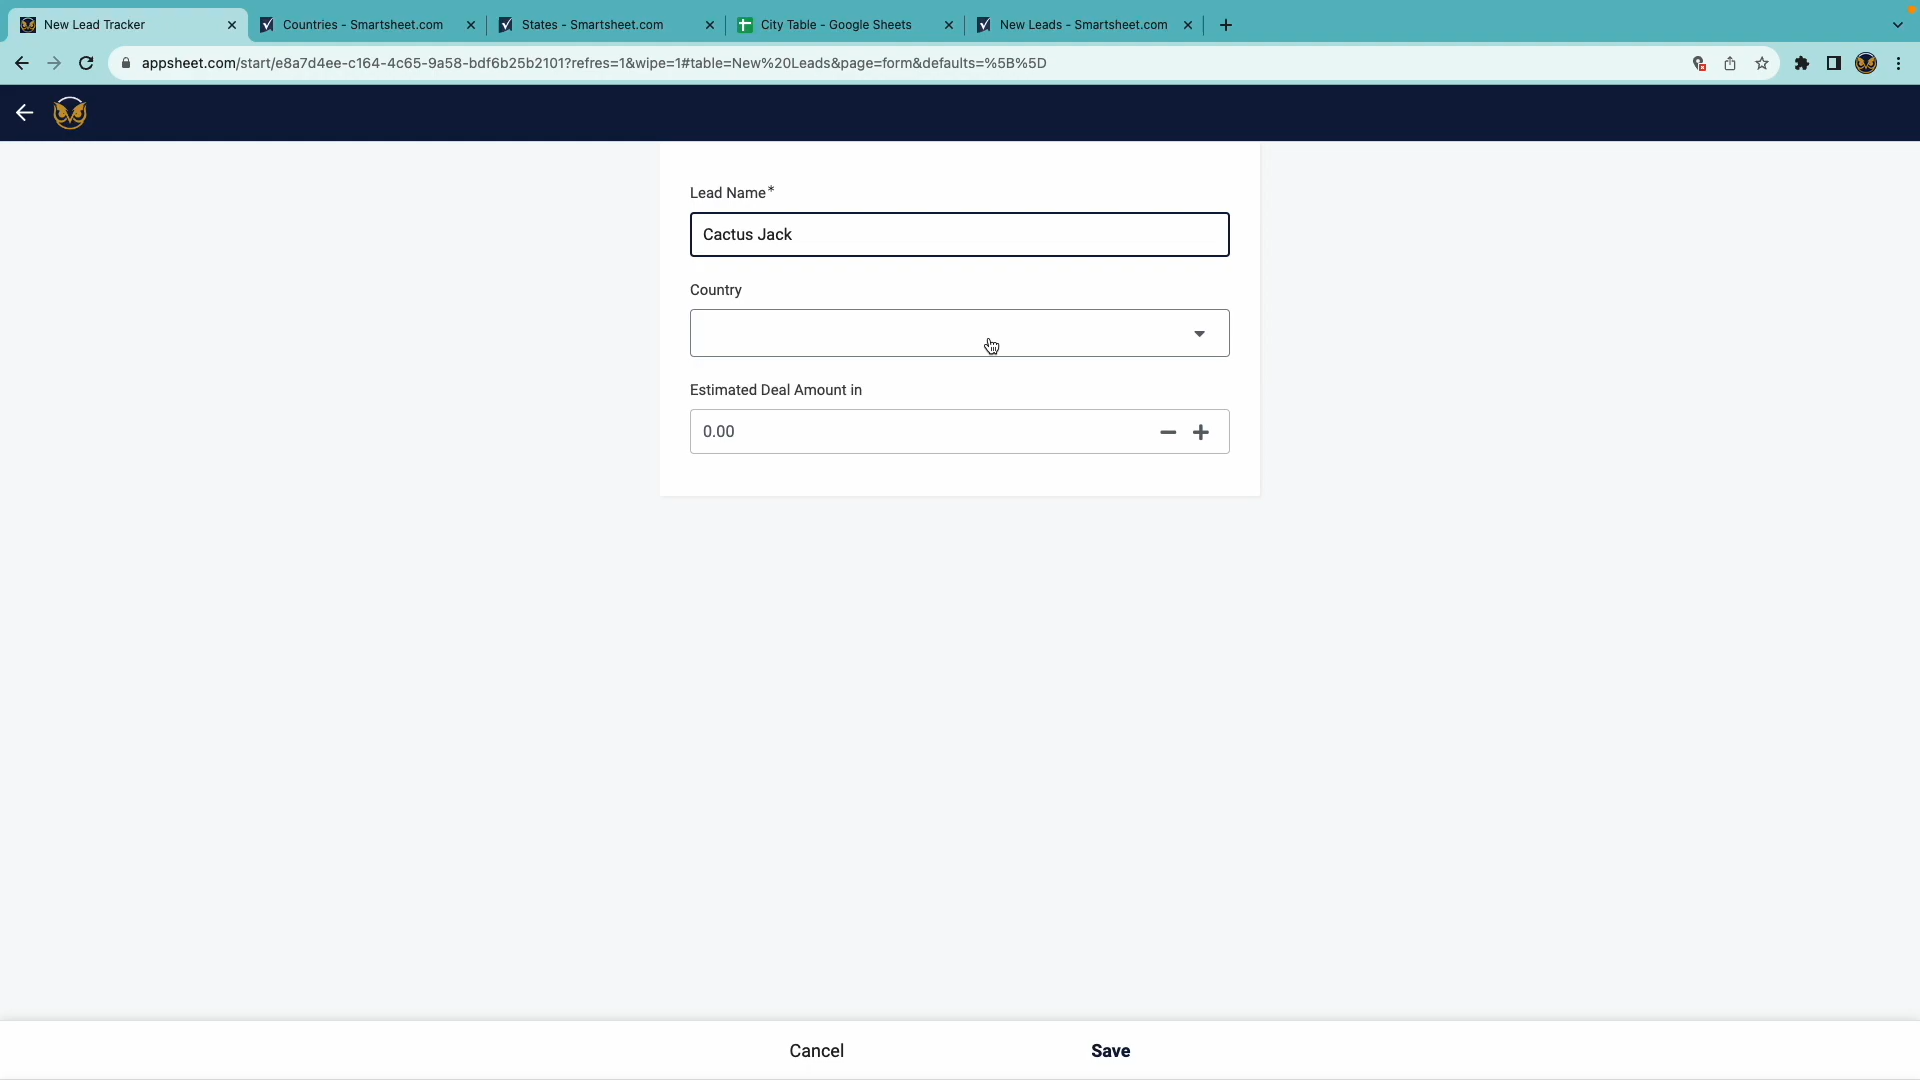 New Lead Tracker
Countries - Smartsheet.com
States - Smartsheet.com
City Table - Google Sheets
New Leads - Smartsheet.com
appsheet.com/start/e8a7d4ee-c164-4c65-9a58-bdf6b25b2101?refres=1&wipe=1#table=New%20Leads&page=form&defaults=%5B%5D
Lead Name*
Cactus Jack
Country
Estimated Deal Amount in
0.00
Cancel
Save